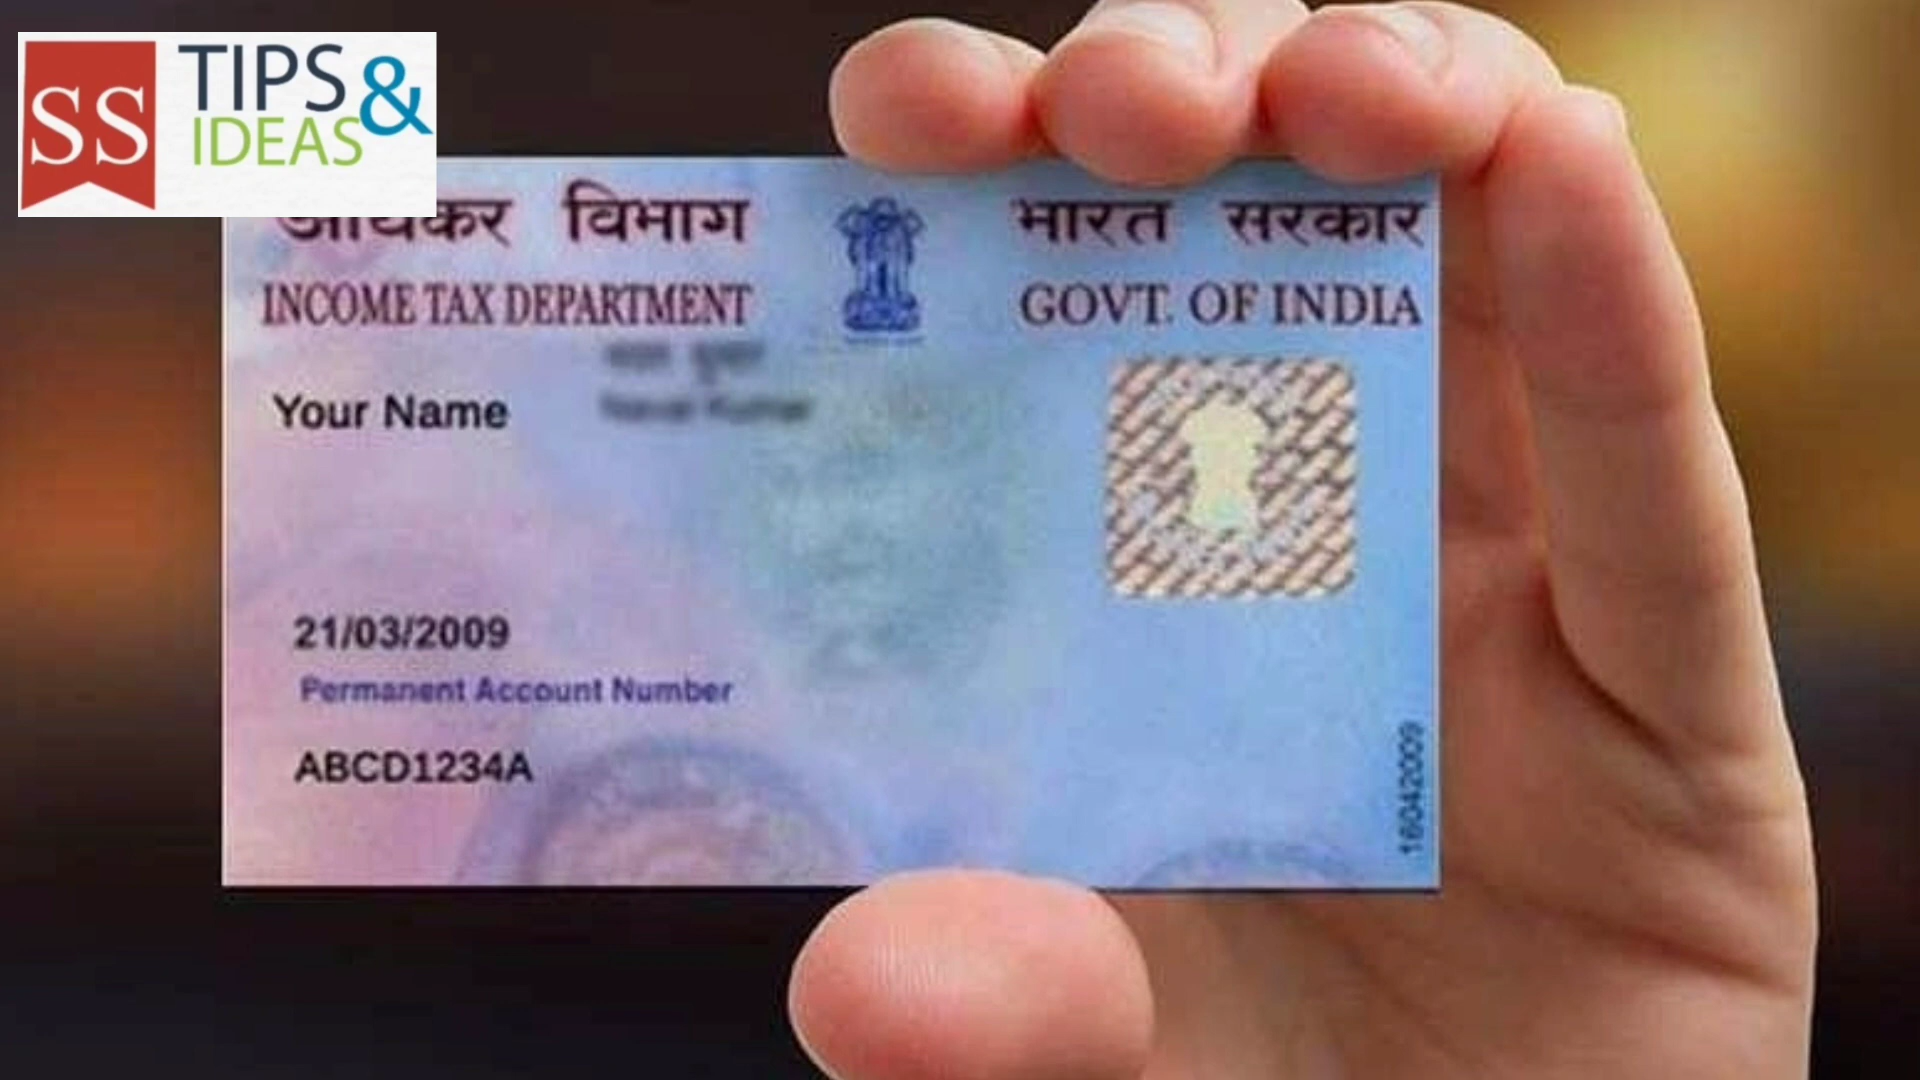 SS TIPS &
IDEAS
आयकर विभाग
भारत सरकार
INCOME TAX DEPARTMENT
GOVT. OF INDIA
Your Name
21/03/2009
Permanent Account Number
ABCD1234A
16042009